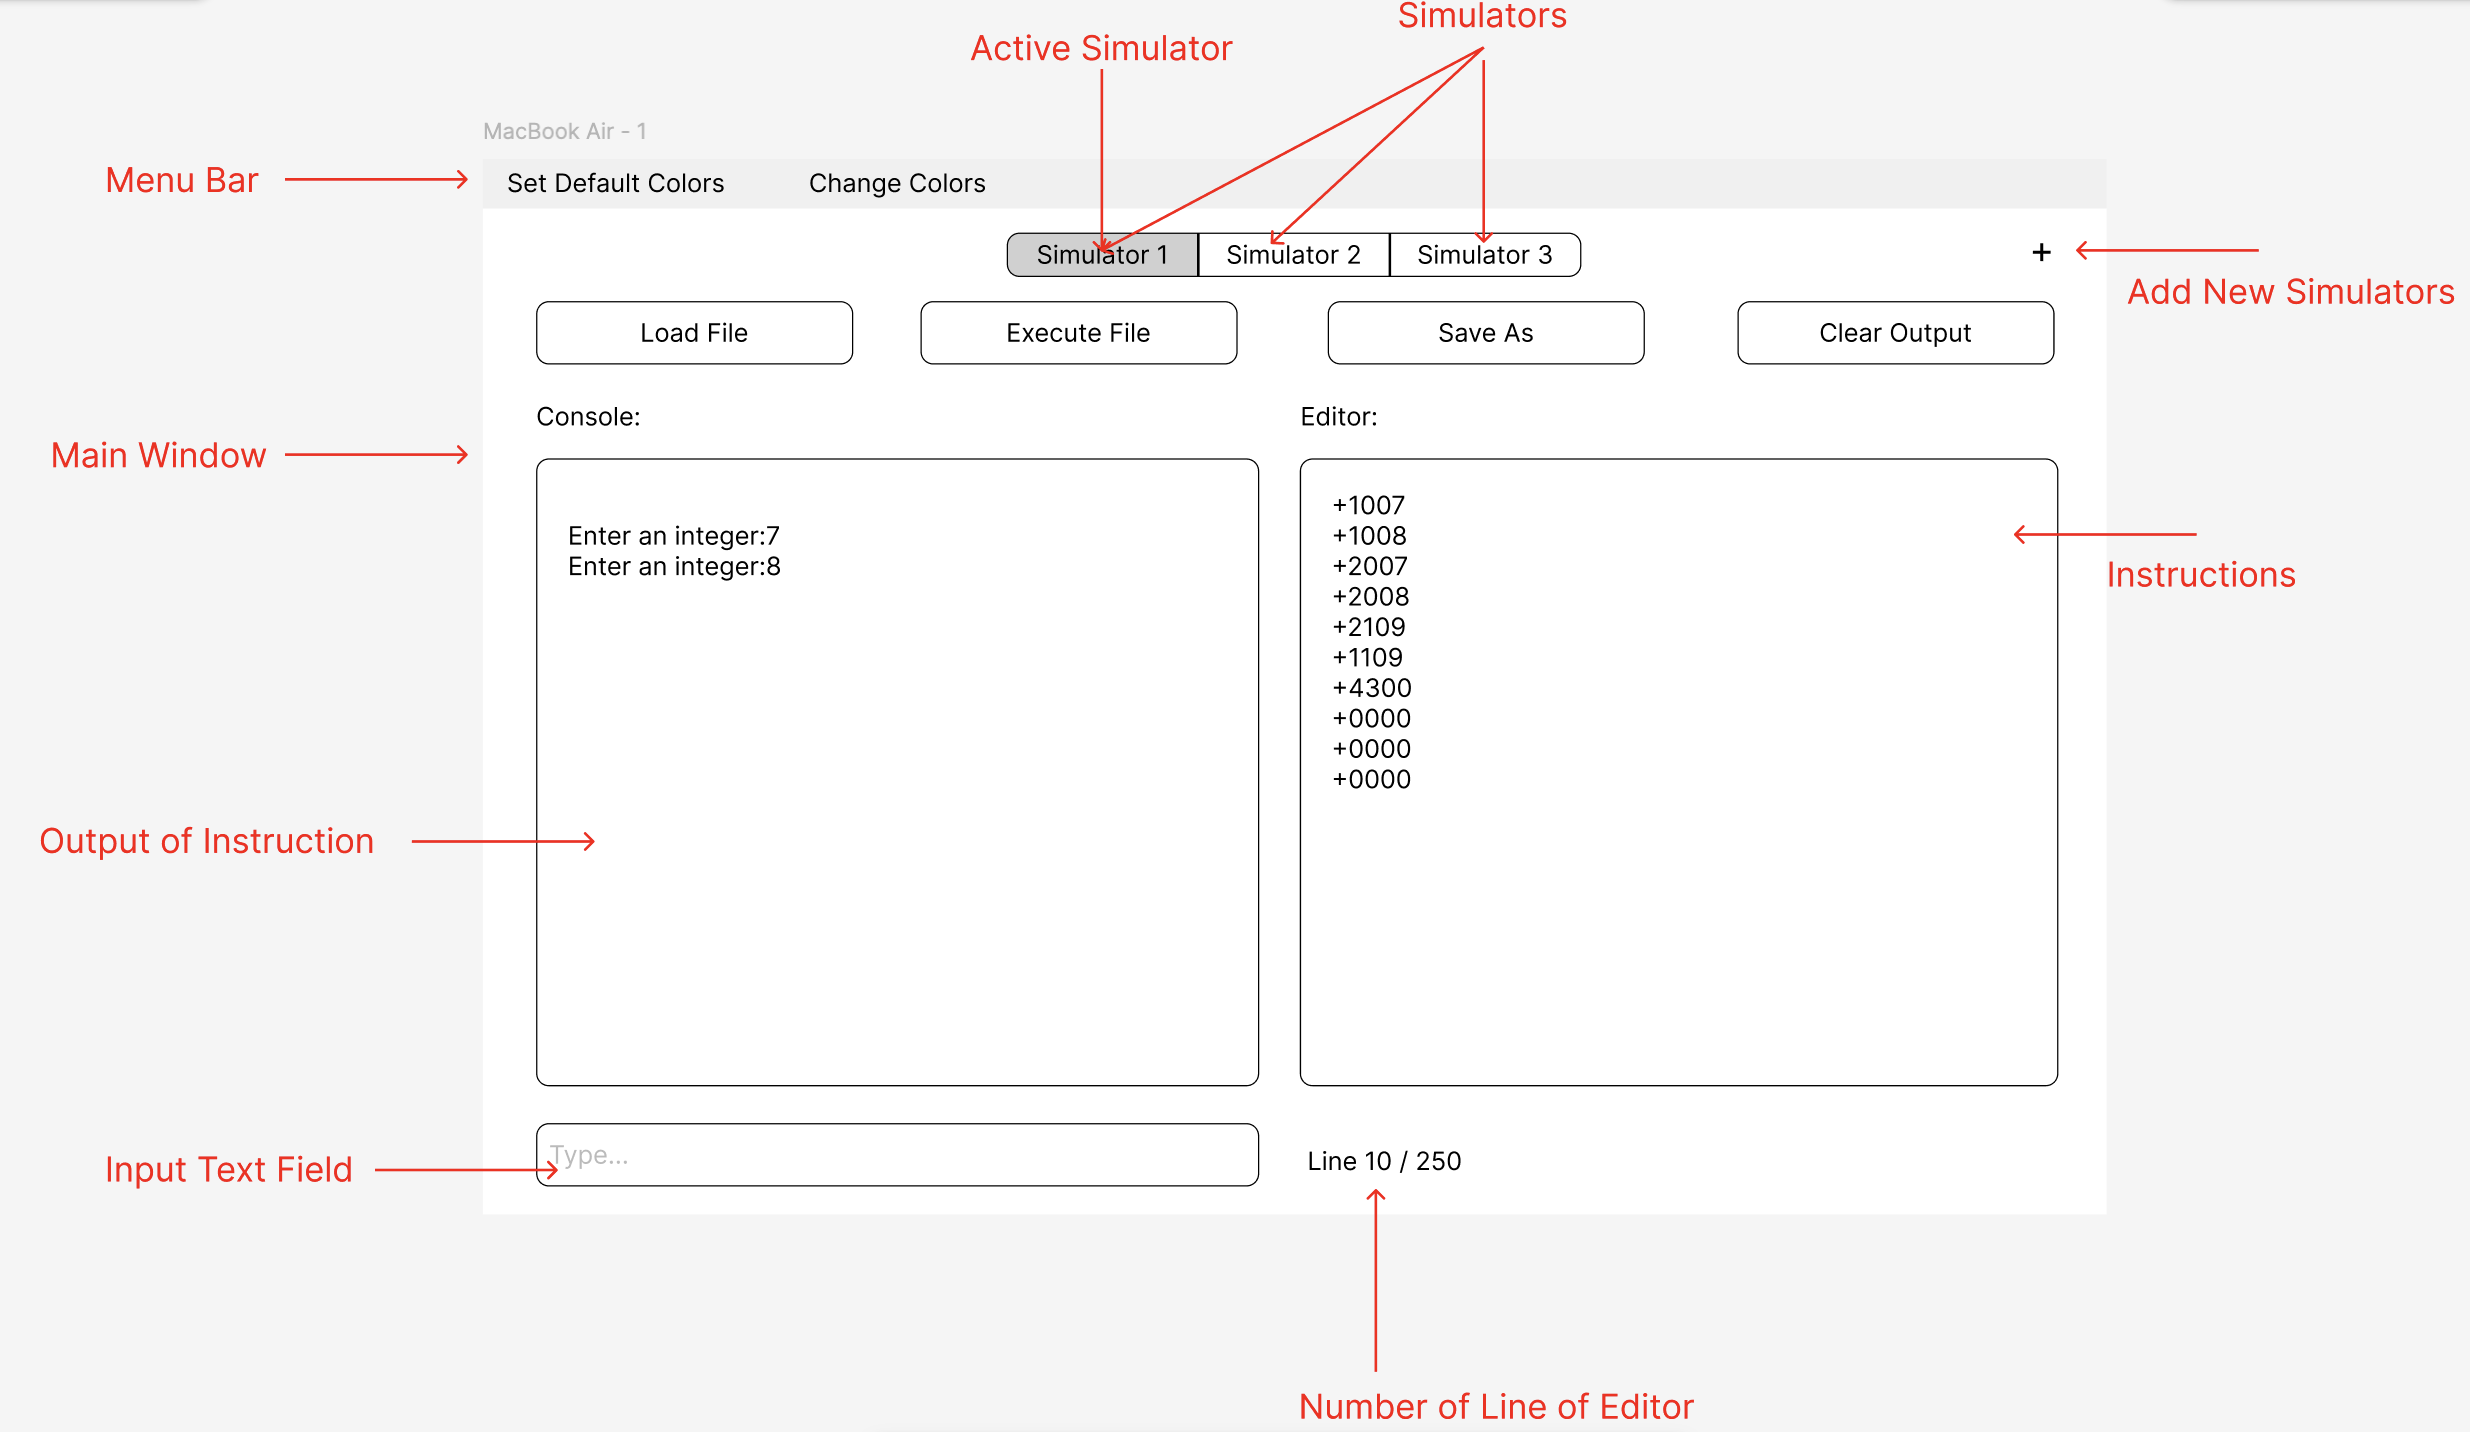 Simulators
Active Simulator
MacBook Air - 1
Menu Bar
Set Default Colors Change Colors
Simulator 1 Simulator 2 Simulator 3 +
Add New Simulators
Load File Execute File Save As Clear Output
Console: Editor:
Main Window
Enter an integer:7
Enter an integer:8
+1007
+1008
+2007
+2008
+2109
+1109
+4300
+0000
+0000
+0000
Instructions
Output of Instruction
Input Text Field
Type...
Line 10 / 250
Number of Line of Editor